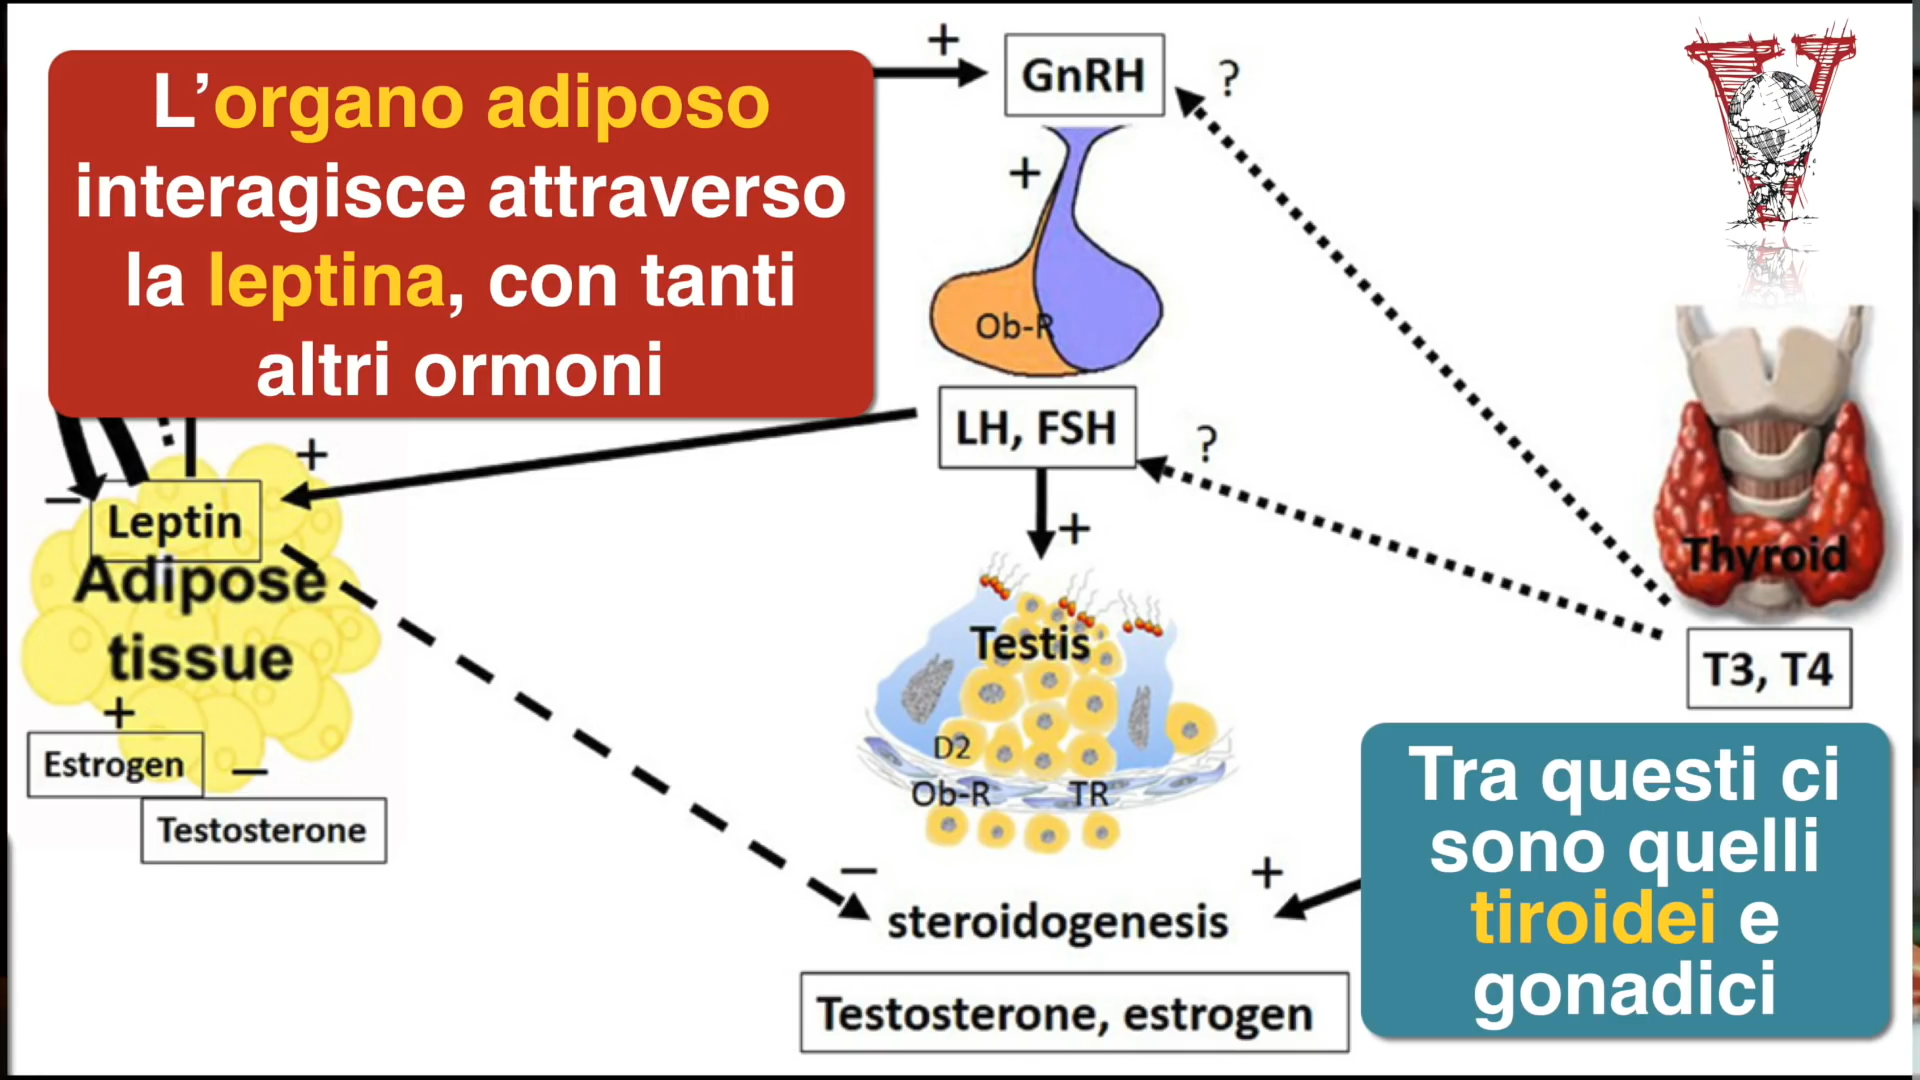 L'organo adiposo
interagisce attraverso
la leptina, con tanti
altri ormoni
+
GnRH
?
+
Ob-R
LH, FSH
?
+
+
−
Leptin
Adipose
tissue
+
Estrogen
−
Testosterone
Testis
D2
Ob-R
TR
Thyroid
T3, T4
−
+
steroidogenesis
Testosterone, estrogen
Tra questi ci
sono quelli
tiroidei e
gonadici